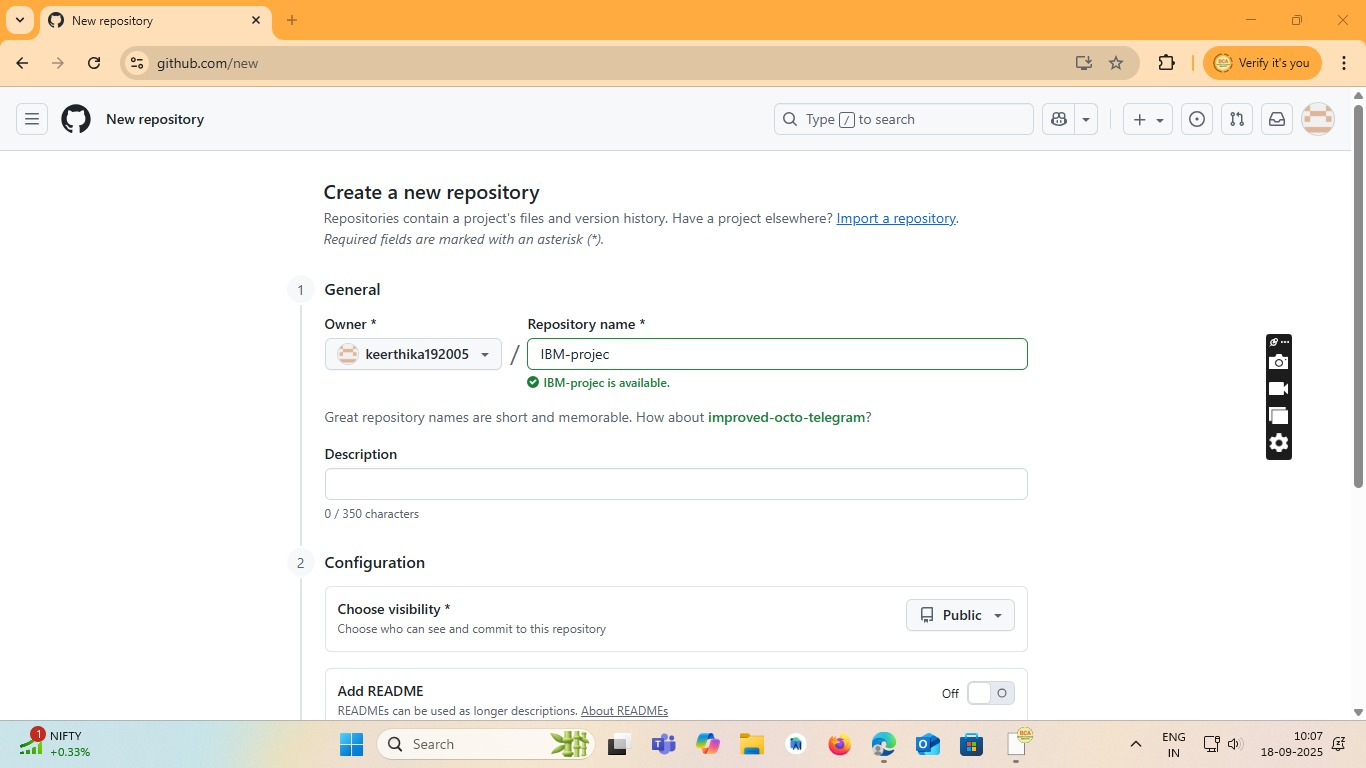 New repository
github.com/new
Verify it's you
New repository
Type / to search
Create a new repository
Repositories contain a project's files and version history. Have a project elsewhere? Import a repository.
Required fields are marked with an asterisk (*).
1 General
Owner * Repository name *
keerthika192005 / IBM-projec
IBM-projec is available.
Great repository names are short and memorable. How about improved-octo-telegram?
Description
0 / 350 characters
2 Configuration
Choose visibility *
Choose who can see and commit to this repository
Public
Add README
READMEs can be used as longer descriptions. About READMEs
Off
1
NIFTY
+0.33%
Search
AI
BCA
ENG
IN
10:07
18-09-2025